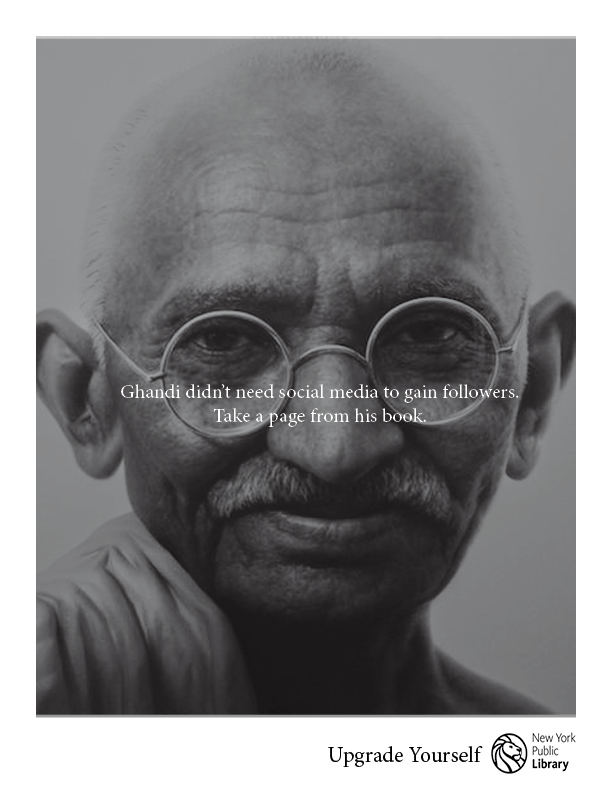 Ghandi didn't need social media to gain followers.
Take a page from his book.
Upgrade Yourself
New York
Public
Library